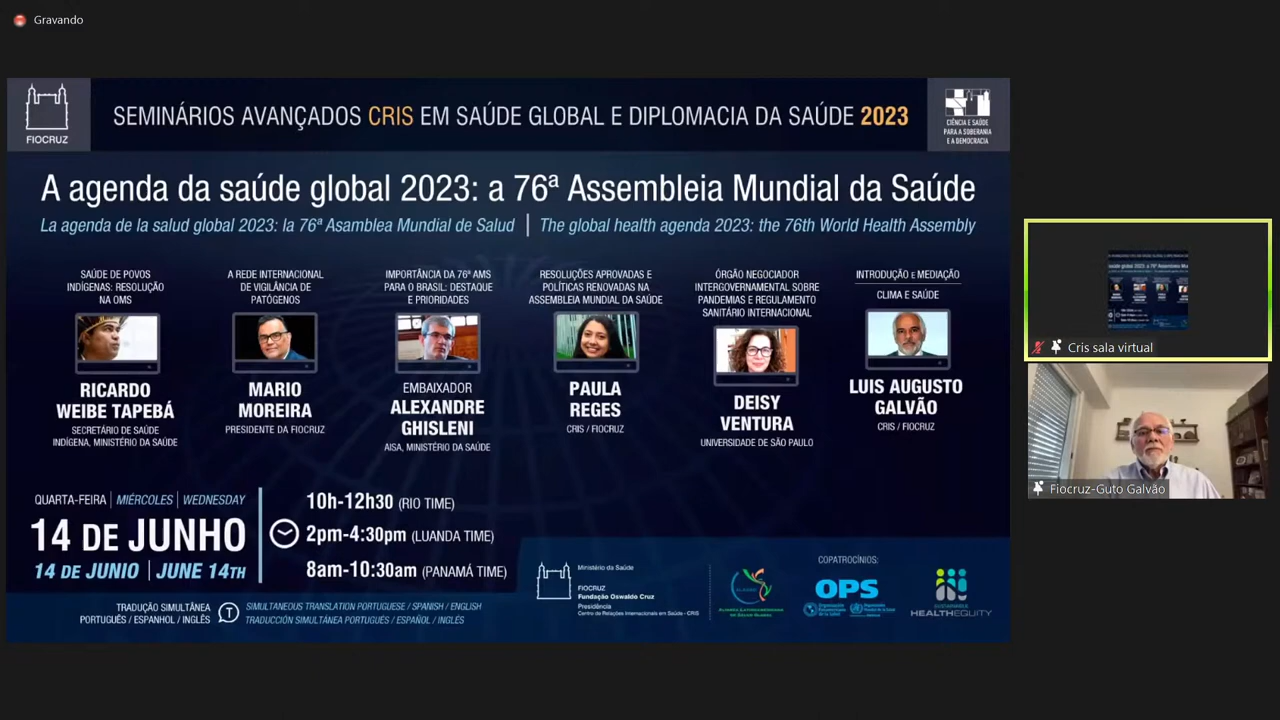 Gravando
FIOCRUZ
SEMINÁRIOS AVANÇADOS CRIS EM SAÚDE GLOBAL E DIPLOMACIA DA SAÚDE 2023
CIÊNCIA E SAÚDE
PARA A SOBERANIA
E A DEMOCRACIA
A agenda da saúde global 2023: a 76ª Assembleia Mundial da Saúde
La agenda de la salud global 2023: la 76ª Asamblea Mundial de Salud | The global health agenda 2023: the 76th World Health Assembly
SAÚDE DE POVOS
INDÍGENAS: RESOLUÇÃO
NA OMS
RICARDO
WEIBE TAPEBÁ
SECRETÁRIO DE SAÚDE
INDÍGENA, MINISTÉRIO DA SAÚDE
A REDE INTERNACIONAL
DE VIGILÂNCIA DE
PATÓGENOS
MARIO
MOREIRA
PRESIDENTE DA FIOCRUZ
IMPORTÂNCIA DA 76ª AMS
PARA O BRASIL: DESTAQUE
E PRIORIDADES
EMBAIXADOR
ALEXANDRE
GHISLENI
AISA, MINISTÉRIO DA SAÚDE
RESOLUÇÕES APROVADAS E
POLÍTICAS RENOVADAS NA
ASSEMBLEIA MUNDIAL DA SAÚDE
PAULA
REGES
CRIS / FIOCRUZ
ÓRGÃO NEGOCIADOR
INTERGOVERNAMENTAL SOBRE
PANDEMIAS E REGULAMENTO
SANITÁRIO INTERNACIONAL
DEISY
VENTURA
UNIVERSIDADE DE SÃO PAULO
INTRODUÇÃO E MEDIAÇÃO
CLIMA E SAÚDE
LUIS AUGUSTO
GALVÃO
CRIS / FIOCRUZ
QUARTA-FEIRA | MIÉRCOLES | WEDNESDAY
14 DE JUNHO
14 DE JUNIO | JUNE 14TH
10h-12h30 (RIO TIME)
2pm-4:30pm (LUANDA TIME)
8am-10:30am (PANAMÁ TIME)
TRADUÇÃO SIMULTÂNEA
PORTUGUÊS / ESPANHOL / INGLÊS
T
SIMULTANEOUS TRANSLATION PORTUGUESE / SPANISH / ENGLISH
TRADUCCIÓN SIMULTÁNEA PORTUGUÉS / ESPAÑOL / INGLÉS
Ministério da Saúde
FIOCRUZ
Fundação Oswaldo Cruz
Presidência
Centro de Relações Internacionais em Saúde - CRIS
ALIANZA LATINOAMERICANA
DE SALUD GLOBAL
COPATROCÍNIOS:
OPS
SUSTAINABLE
HEALTHEQUITY
Cris sala virtual
Fiocruz-Guto Galvão